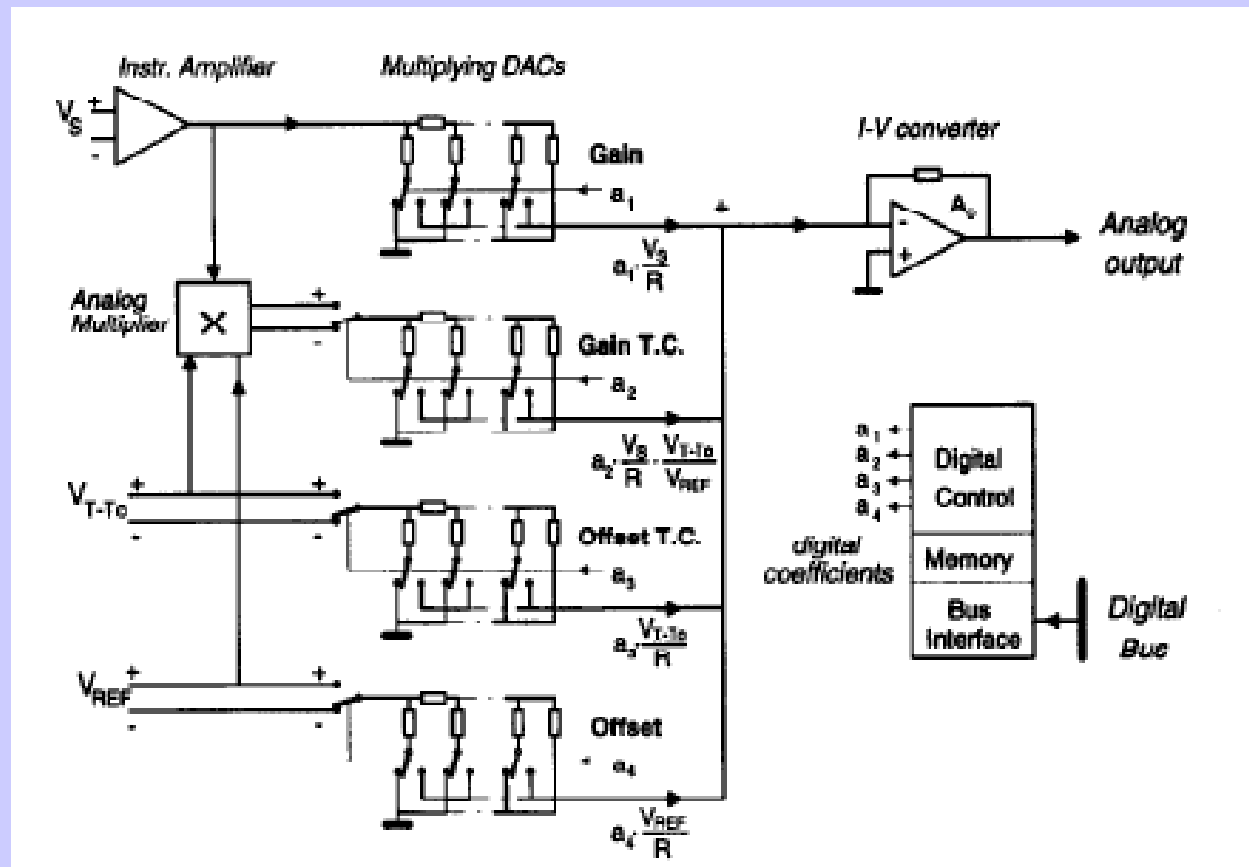 Instr. Amplifier
Multiplying DACs
I-V converter
V_S
+
-
Gain
a_1
a_1 · V_S / R
+
-
+
A_o
Analog
output
Analog
Multiplier
X
+
-
Gain T.C.
a_2
a_2 · V_S / R · V_T-To / V_REF
V_T-To
+
-
+
-
Offset T.C.
a_3
a_3 · V_T-To / R
V_REF
+
-
+
-
Offset
a_4
a_4 · V_REF / R
a_1
a_2
a_3
a_4
Digital
Control
digital
coefficients
Memory
Bus
Interface
Digital
Bus